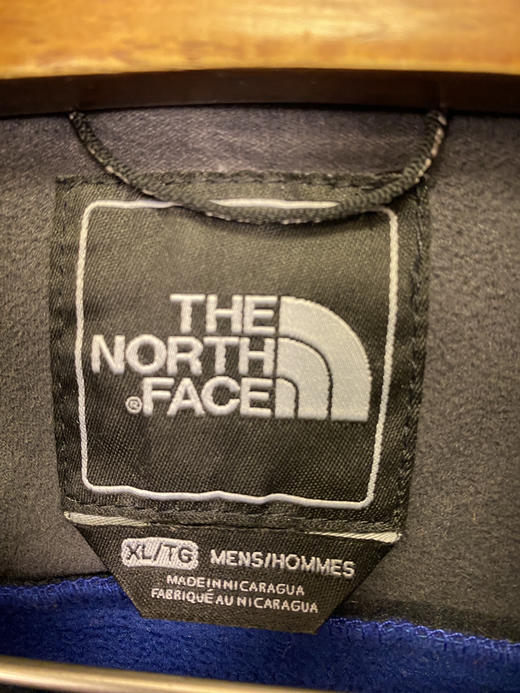 THE
NORTH
® FACE
XL/TG MENS/HOMMES
MADE IN NICARAGUA
FABRIQUÉ AU NICARAGUA